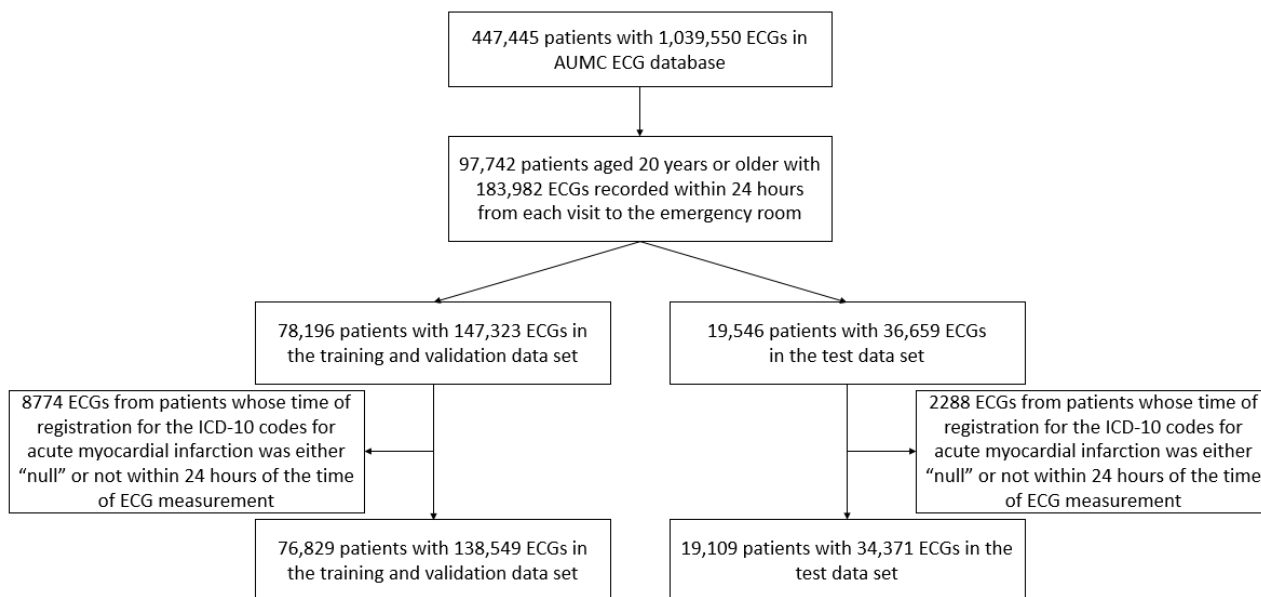 447,445 patients with 1,039,550 ECGs in
AUMC ECG database
97,742 patients aged 20 years or older with
183,982 ECGs recorded within 24 hours
from each visit to the emergency room
78,196 patients with 147,323 ECGs in
the training and validation data set
19,546 patients with 36,659 ECGs
in the test data set
8774 ECGs from patients whose time of
registration for the ICD-10 codes for
acute myocardial infarction was either
“null” or not within 24 hours of the time
of ECG measurement
2288 ECGs from patients whose time of
registration for the ICD-10 codes for
acute myocardial infarction was either
“null” or not within 24 hours of the time
of ECG measurement
76,829 patients with 138,549 ECGs in
the training and validation data set
19,109 patients with 34,371 ECGs in the
test data set